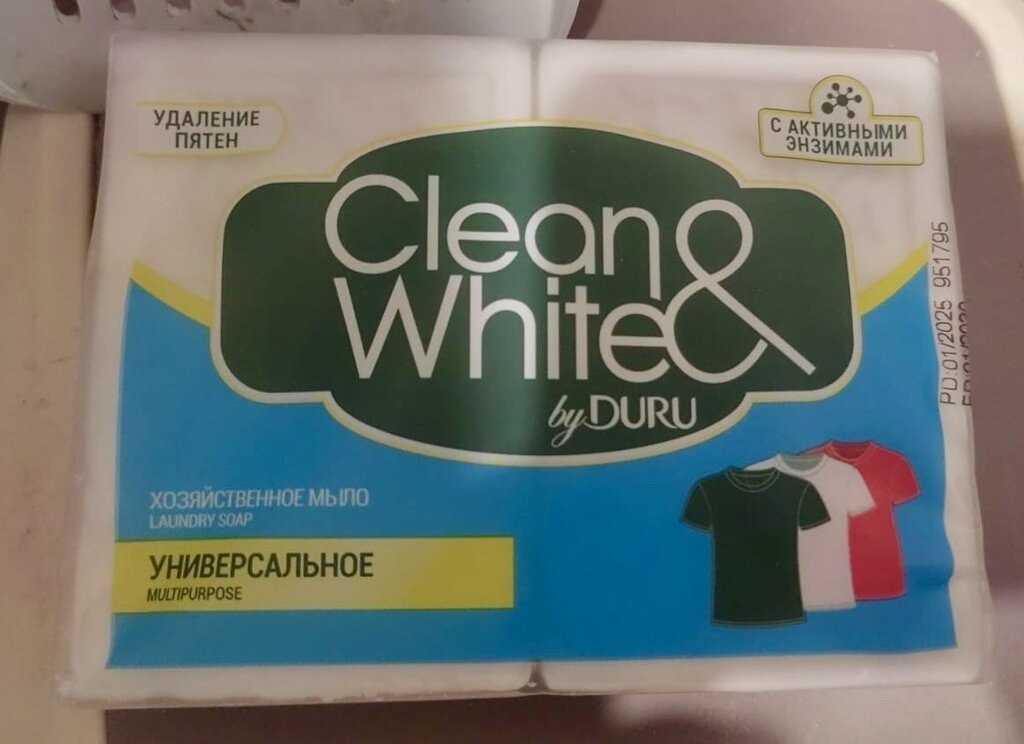 УДАЛЕНИЕ
ПЯТЕН
С АКТИВНЫМИ
ЭНЗИМАМИ
Clean &
White
by DURU
ХОЗЯЙСТВЕННОЕ МЫЛО
LAUNDRY SOAP
УНИВЕРСАЛЬНОЕ
MULTIPURPOSE
PD:01/2025 951795